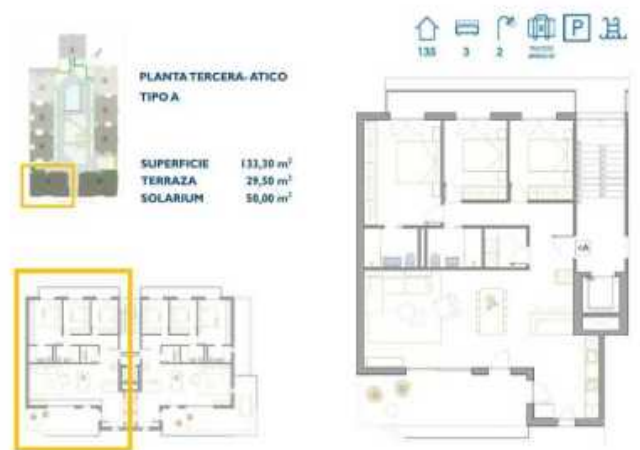 PLANTA TERCERA- ATICO
TIPO A
SUPERFICIE 133,30 m²
TERRAZA 29,50 m²
SOLARIUM 50,00 m²
135
3
2
P